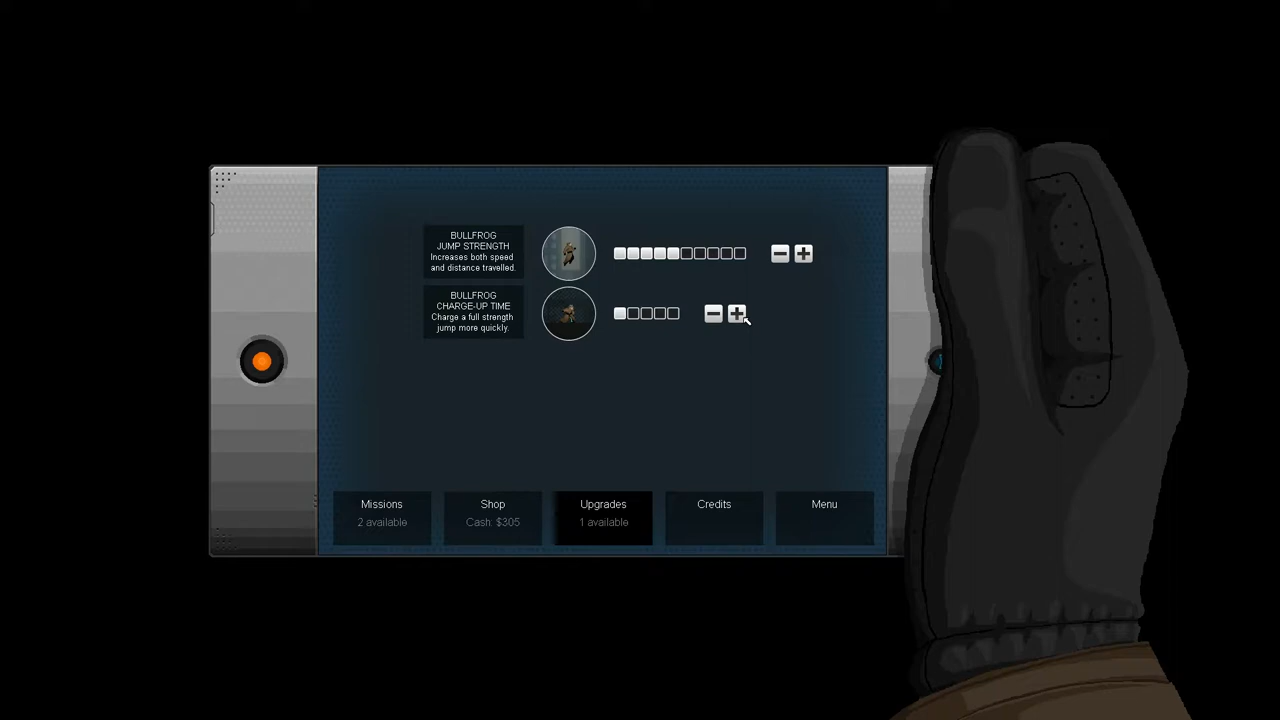 BULLFROG
JUMP STRENGTH
Increases both speed
and distance travelled.
BULLFROG
CHARGE-UP TIME
Charge a full strength
jump more quickly.
Missions
2 available
Shop
Cash: $305
Upgrades
1 available
Credits
Menu